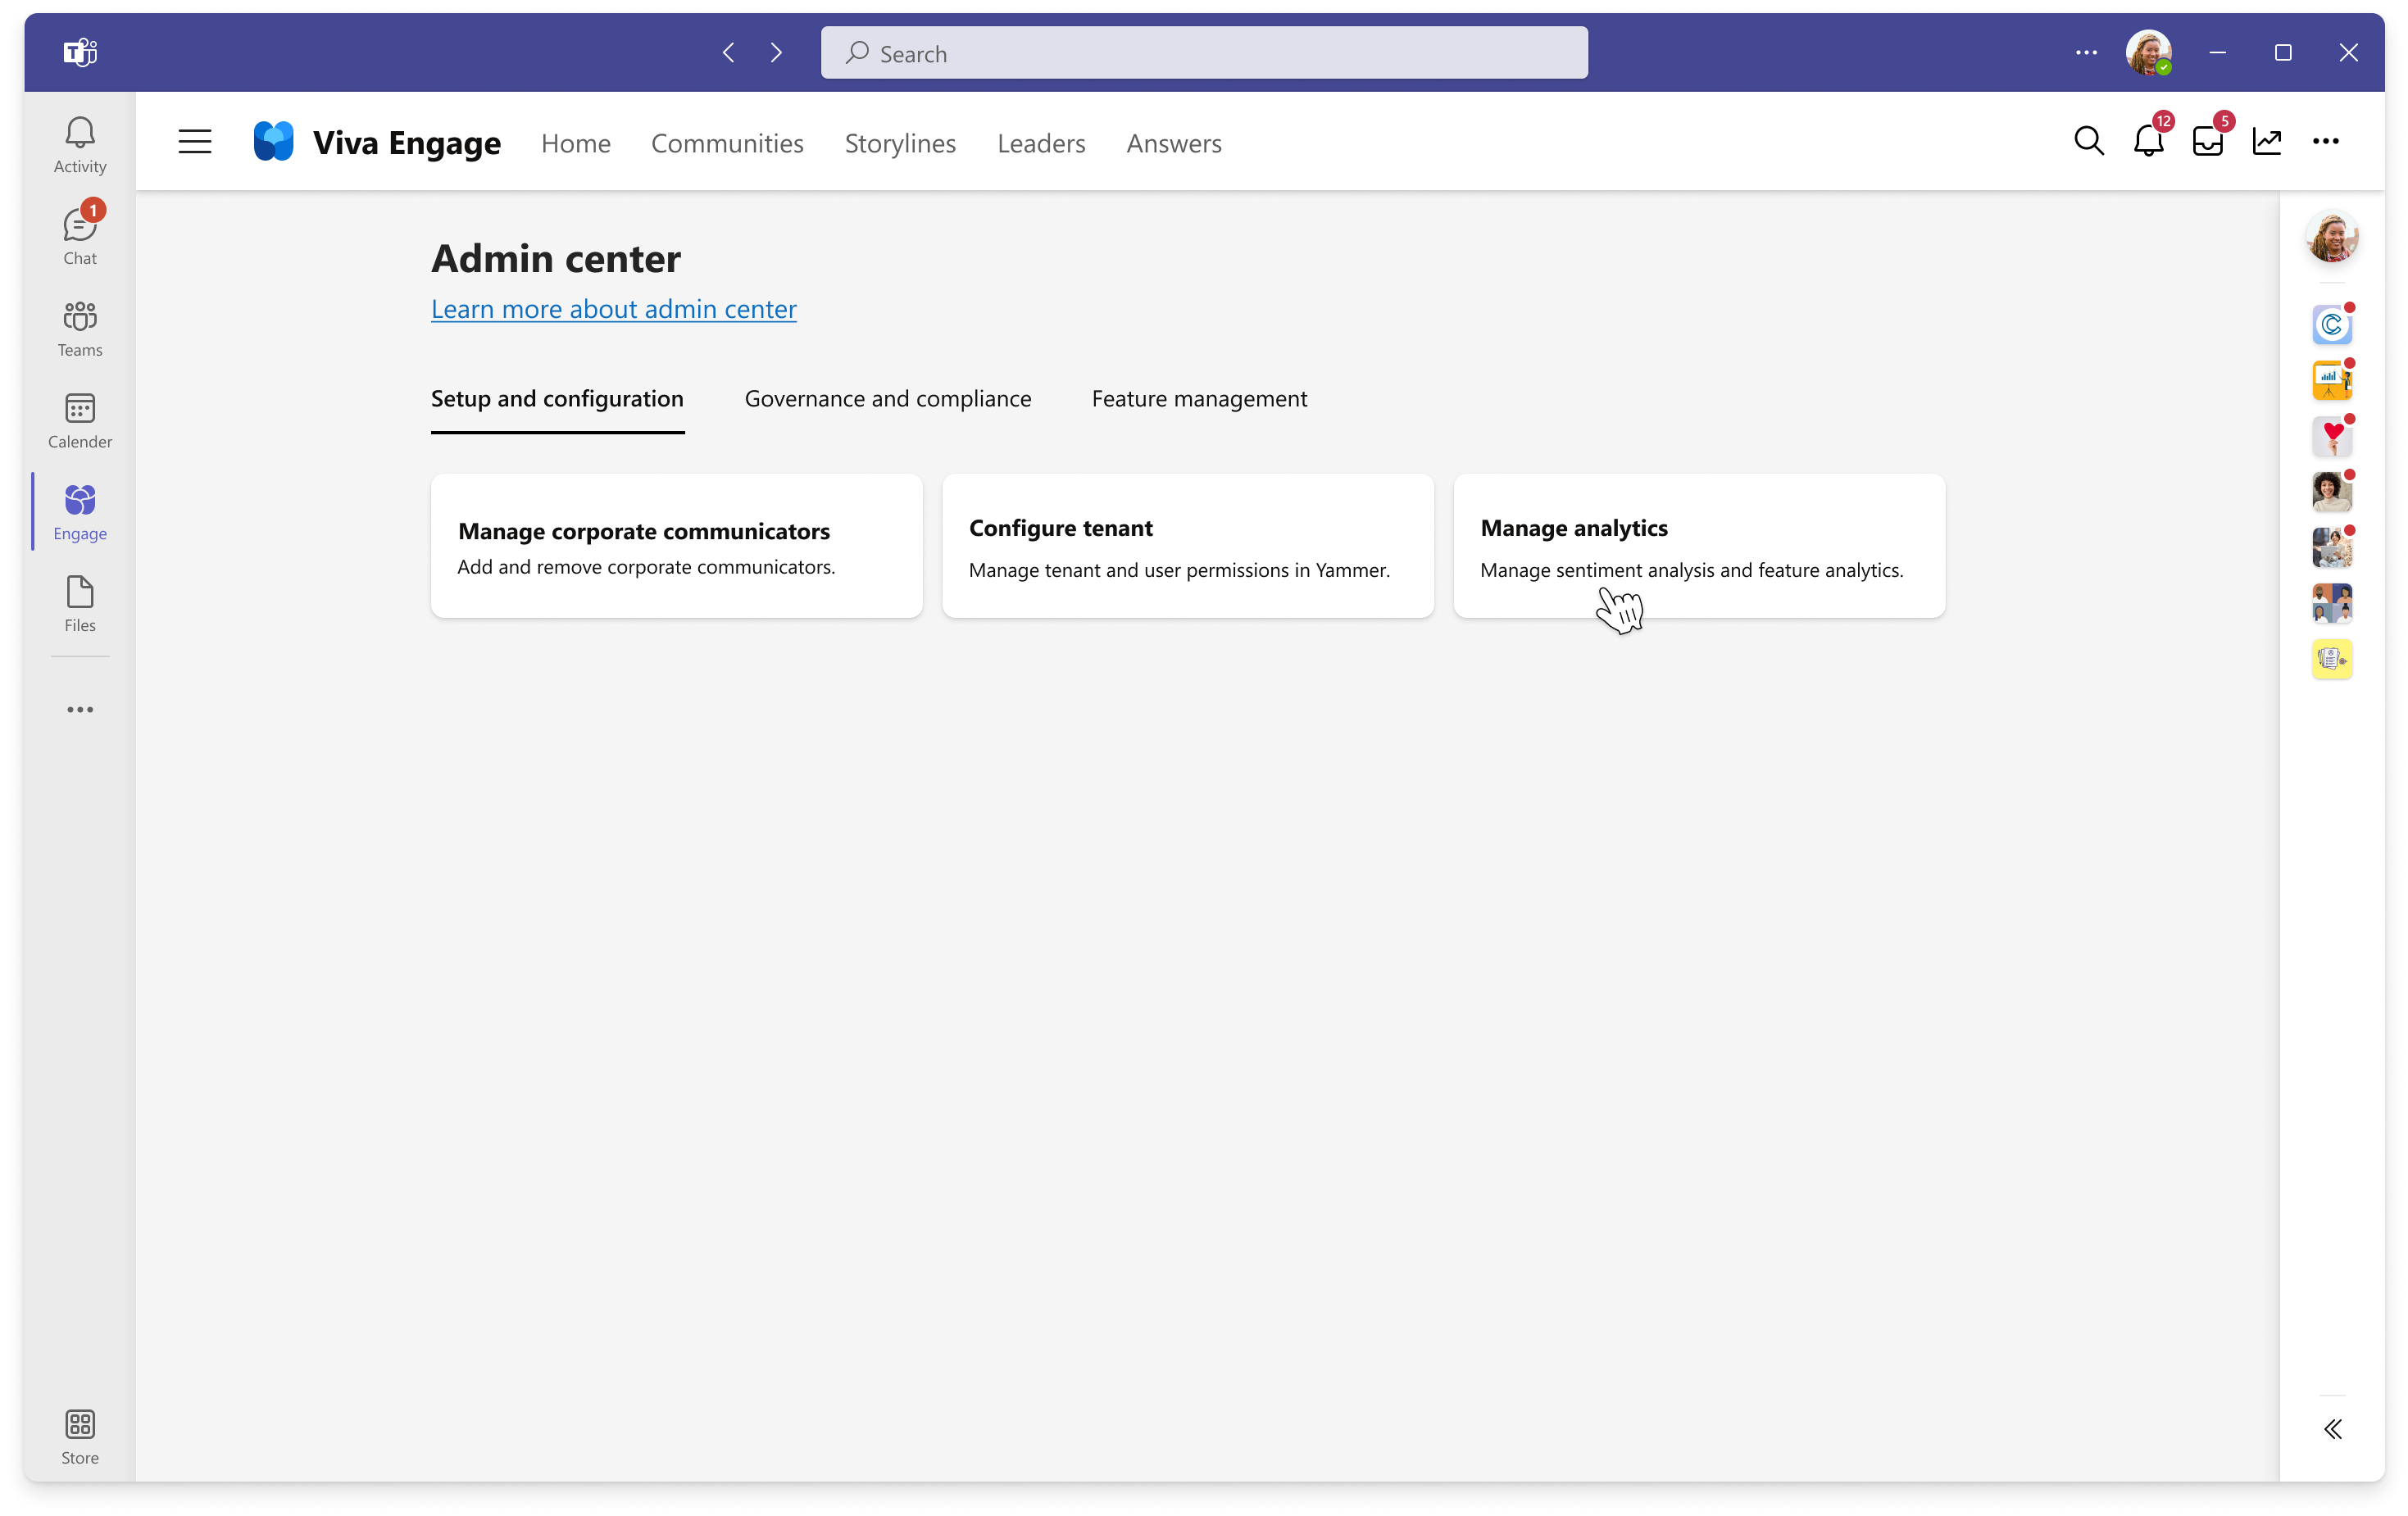 Search
Activity
1
Chat
Teams
Calender
Engage
Files
Store
Viva Engage
Home
Communities
Storylines
Leaders
Answers
12
5
Admin center
Learn more about admin center
Setup and configuration
Governance and compliance
Feature management
Manage corporate communicators
Add and remove corporate communicators.
Configure tenant
Manage tenant and user permissions in Yammer.
Manage analytics
Manage sentiment analysis and feature analytics.